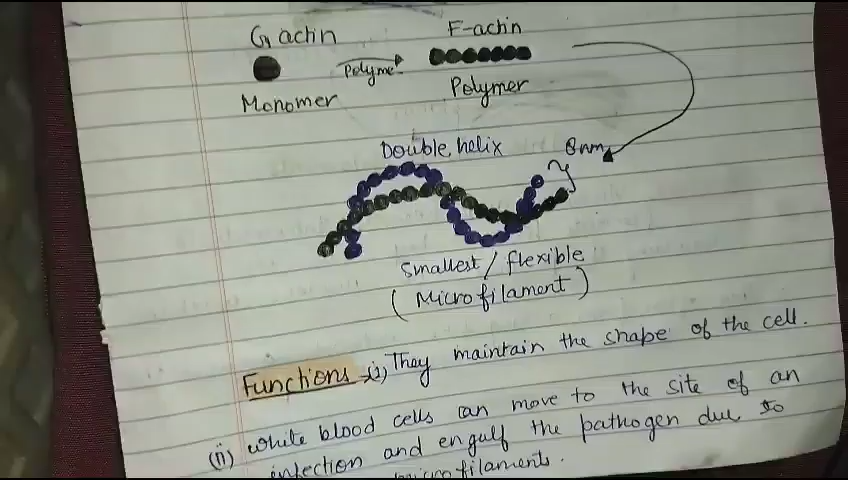 G actin
F-actin
Polyme
Monomer
Polymer
Double helix
8nm
Smallest / flexible
( Microfilament )
Functions (i) They maintain the shape of the cell.
(ii) White blood cells can move to the site of an
infection and engulf the pathogen due to
microfilaments.